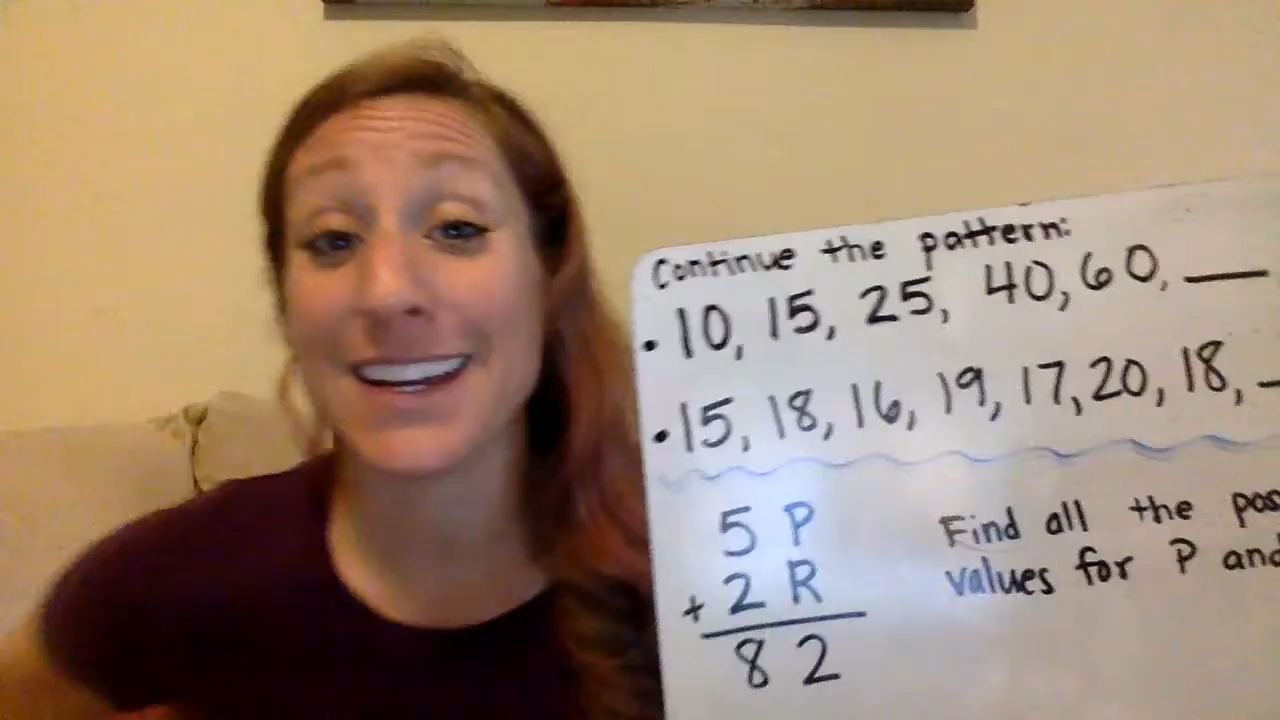 Continue the pattern:
• 10, 15, 25, 40, 60, ___
• 15, 18, 16, 19, 17, 20, 18, _
5 P
+ 2 R
8 2
Find all the
values for P and